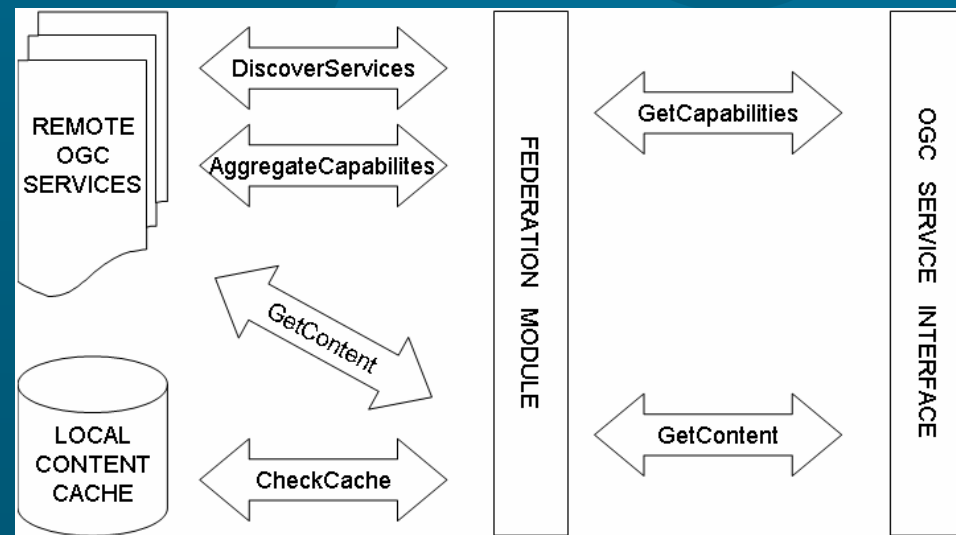 REMOTE
OGC
SERVICES
DiscoverServices
AggregateCapabilites
GetContent
LOCAL
CONTENT
CACHE
CheckCache
FEDERATION MODULE
GetCapabilities
GetContent
OGC SERVICE INTERFACE